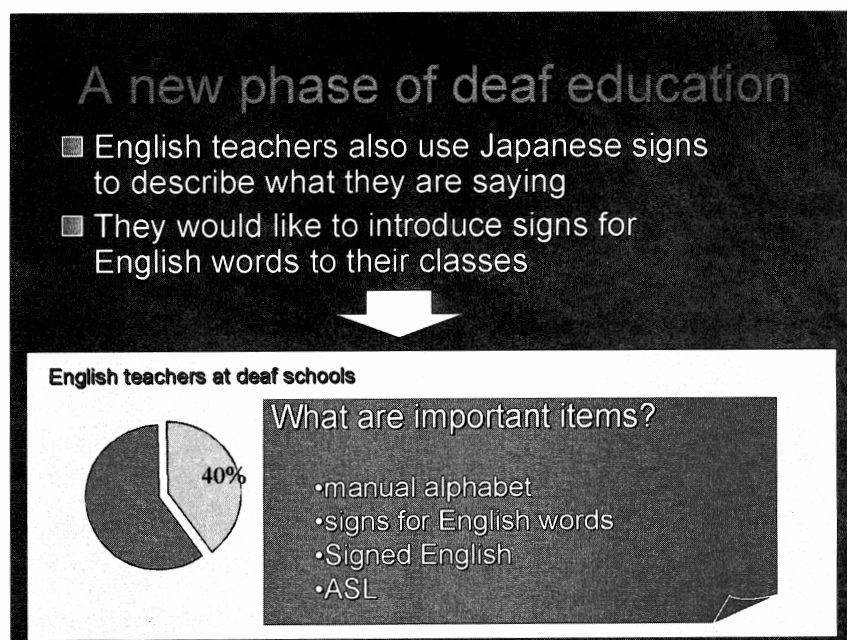 A new phase of deaf education
English teachers also use Japanese signs
to describe what they are saying
They would like to introduce signs for
English words to their classes
English teachers at deaf schools
40%
What are important items?
•manual alphabet
•signs for English words
•Signed English
•ASL